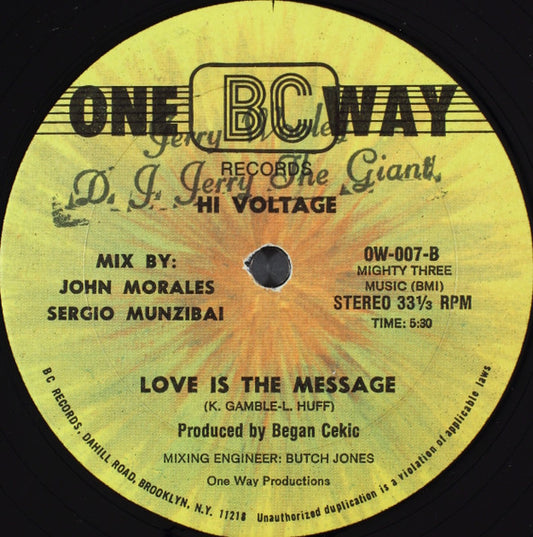 ONE BC WAY
RECORDS
D. J. Jerry The Giant
HI VOLTAGE
MIX BY:
JOHN MORALES
SERGIO MUNZIBAI
OW-007-B
MIGHTY THREE
MUSIC (BMI)
STEREO 33⅓ RPM
TIME: 5:30
LOVE IS THE MESSAGE
(K. GAMBLE-L. HUFF)
Produced by Began Cekic
MIXING ENGINEER: BUTCH JONES
One Way Productions
BC RECORDS, DAHILL ROAD, BROOKLYN, N.Y. 11218 Unauthorized duplication is a violation of applicable laws